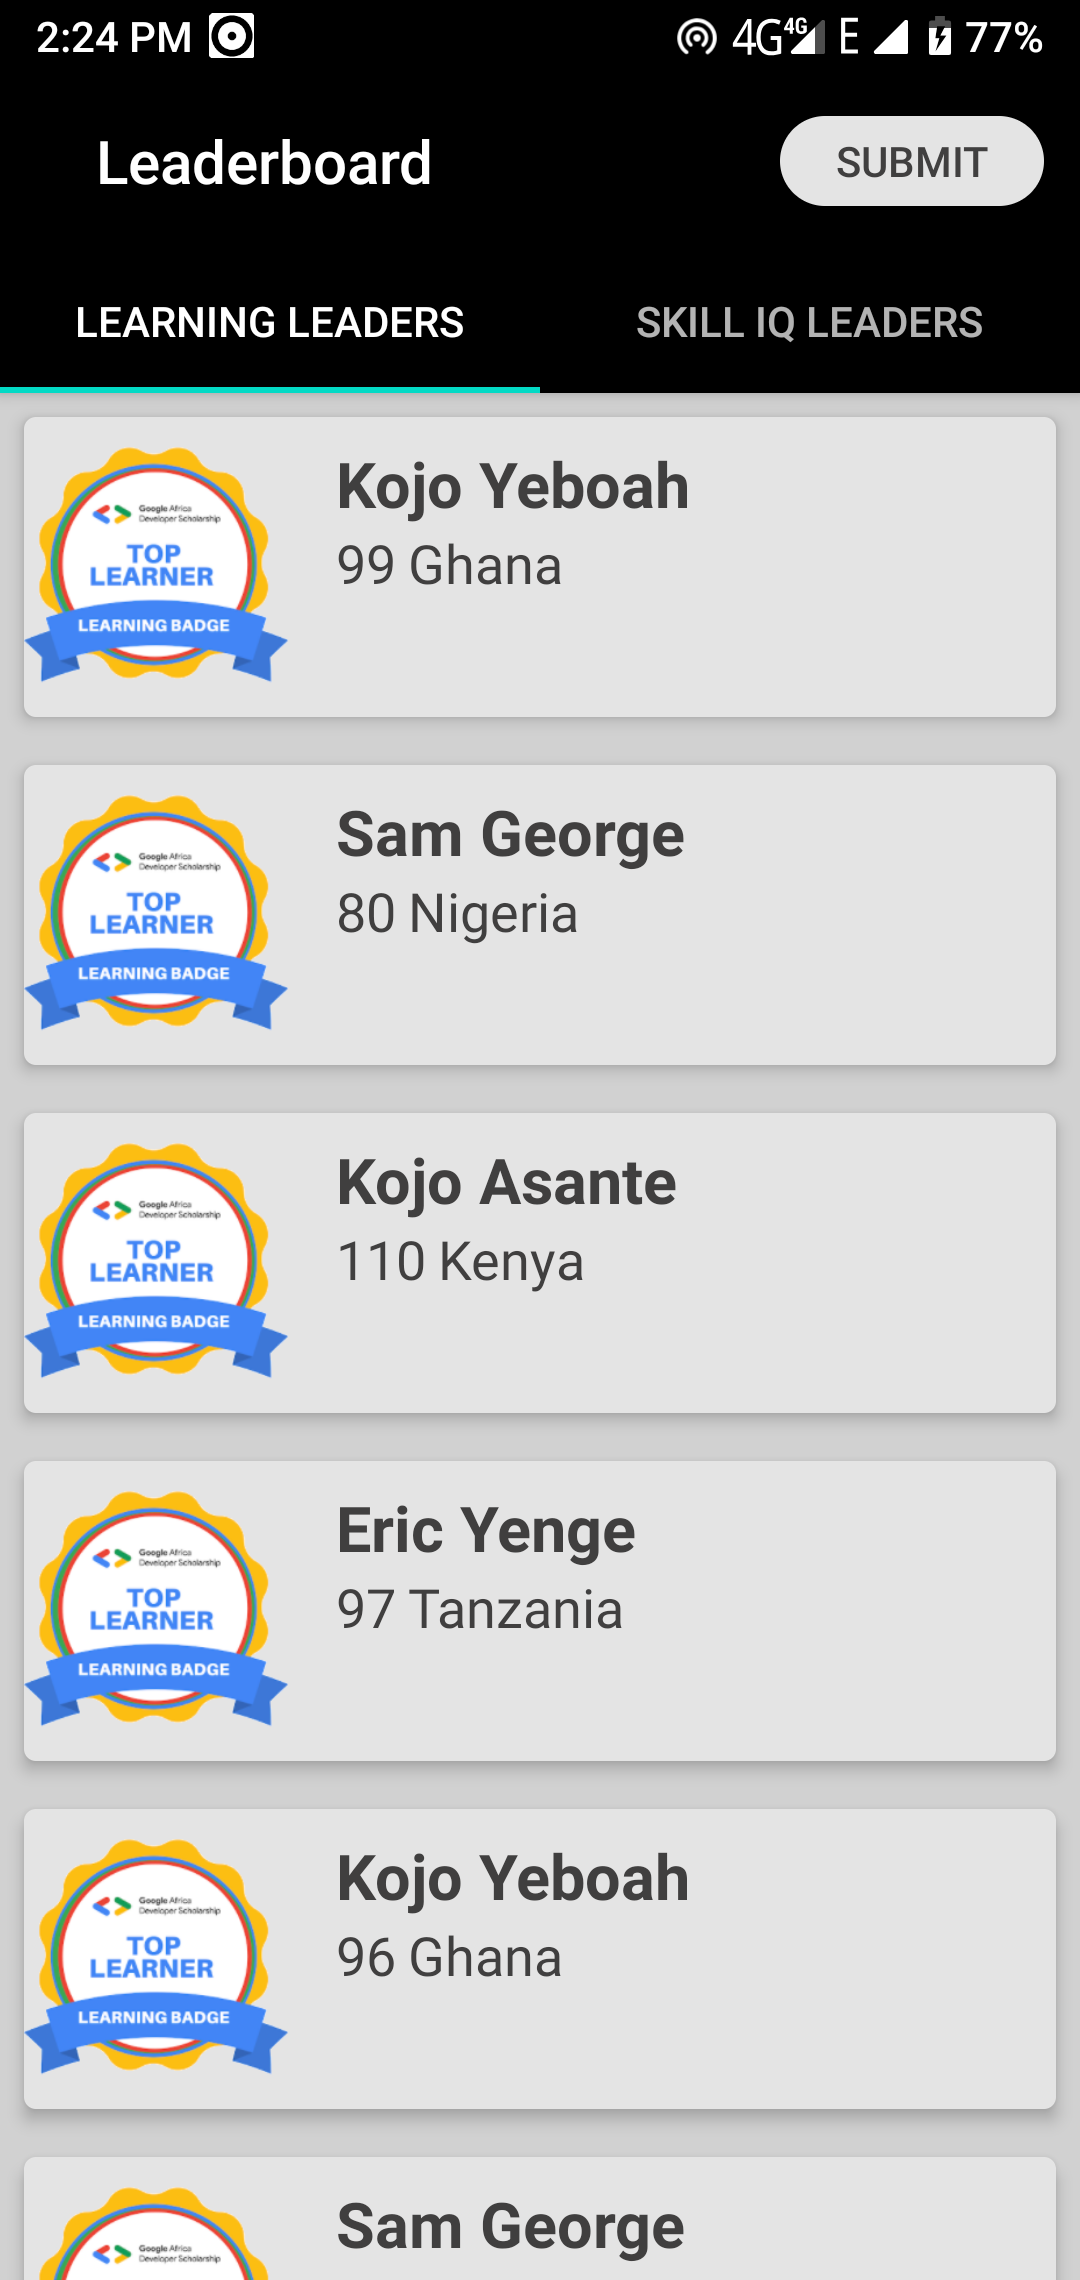 2:24 PM 4G 4G E 77%
Leaderboard SUBMIT
LEARNING LEADERS SKILL IQ LEADERS
Google Africa
Developer Scholarship
TOP
LEARNER
LEARNING BADGE
Kojo Yeboah
99 Ghana
Google Africa
Developer Scholarship
TOP
LEARNER
LEARNING BADGE
Sam George
80 Nigeria
Google Africa
Developer Scholarship
TOP
LEARNER
LEARNING BADGE
Kojo Asante
110 Kenya
Google Africa
Developer Scholarship
TOP
LEARNER
LEARNING BADGE
Eric Yenge
97 Tanzania
Google Africa
Developer Scholarship
TOP
LEARNER
LEARNING BADGE
Kojo Yeboah
96 Ghana
Google Africa
Developer Scholarship
Sam George